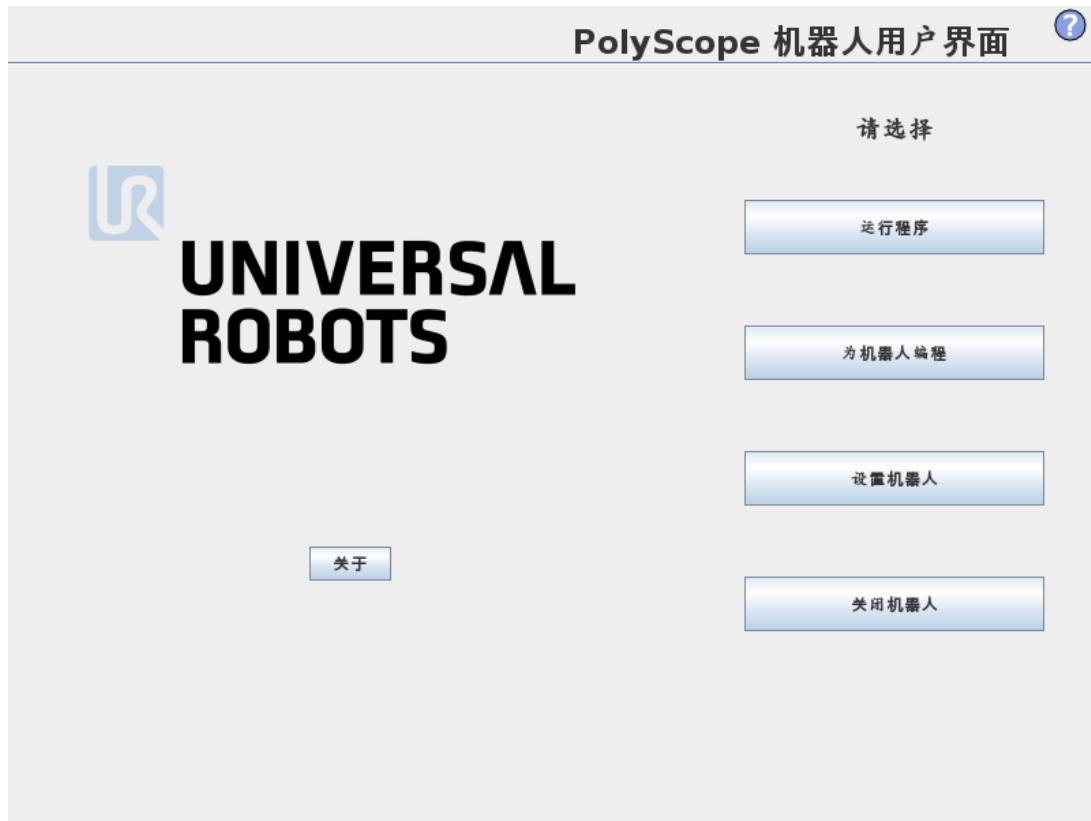 PolyScope 机器人用户界面
?
请选择
UR
UNIVERSAL
ROBOTS
运行程序
为机器人编程
设置机器人
关于
关闭机器人